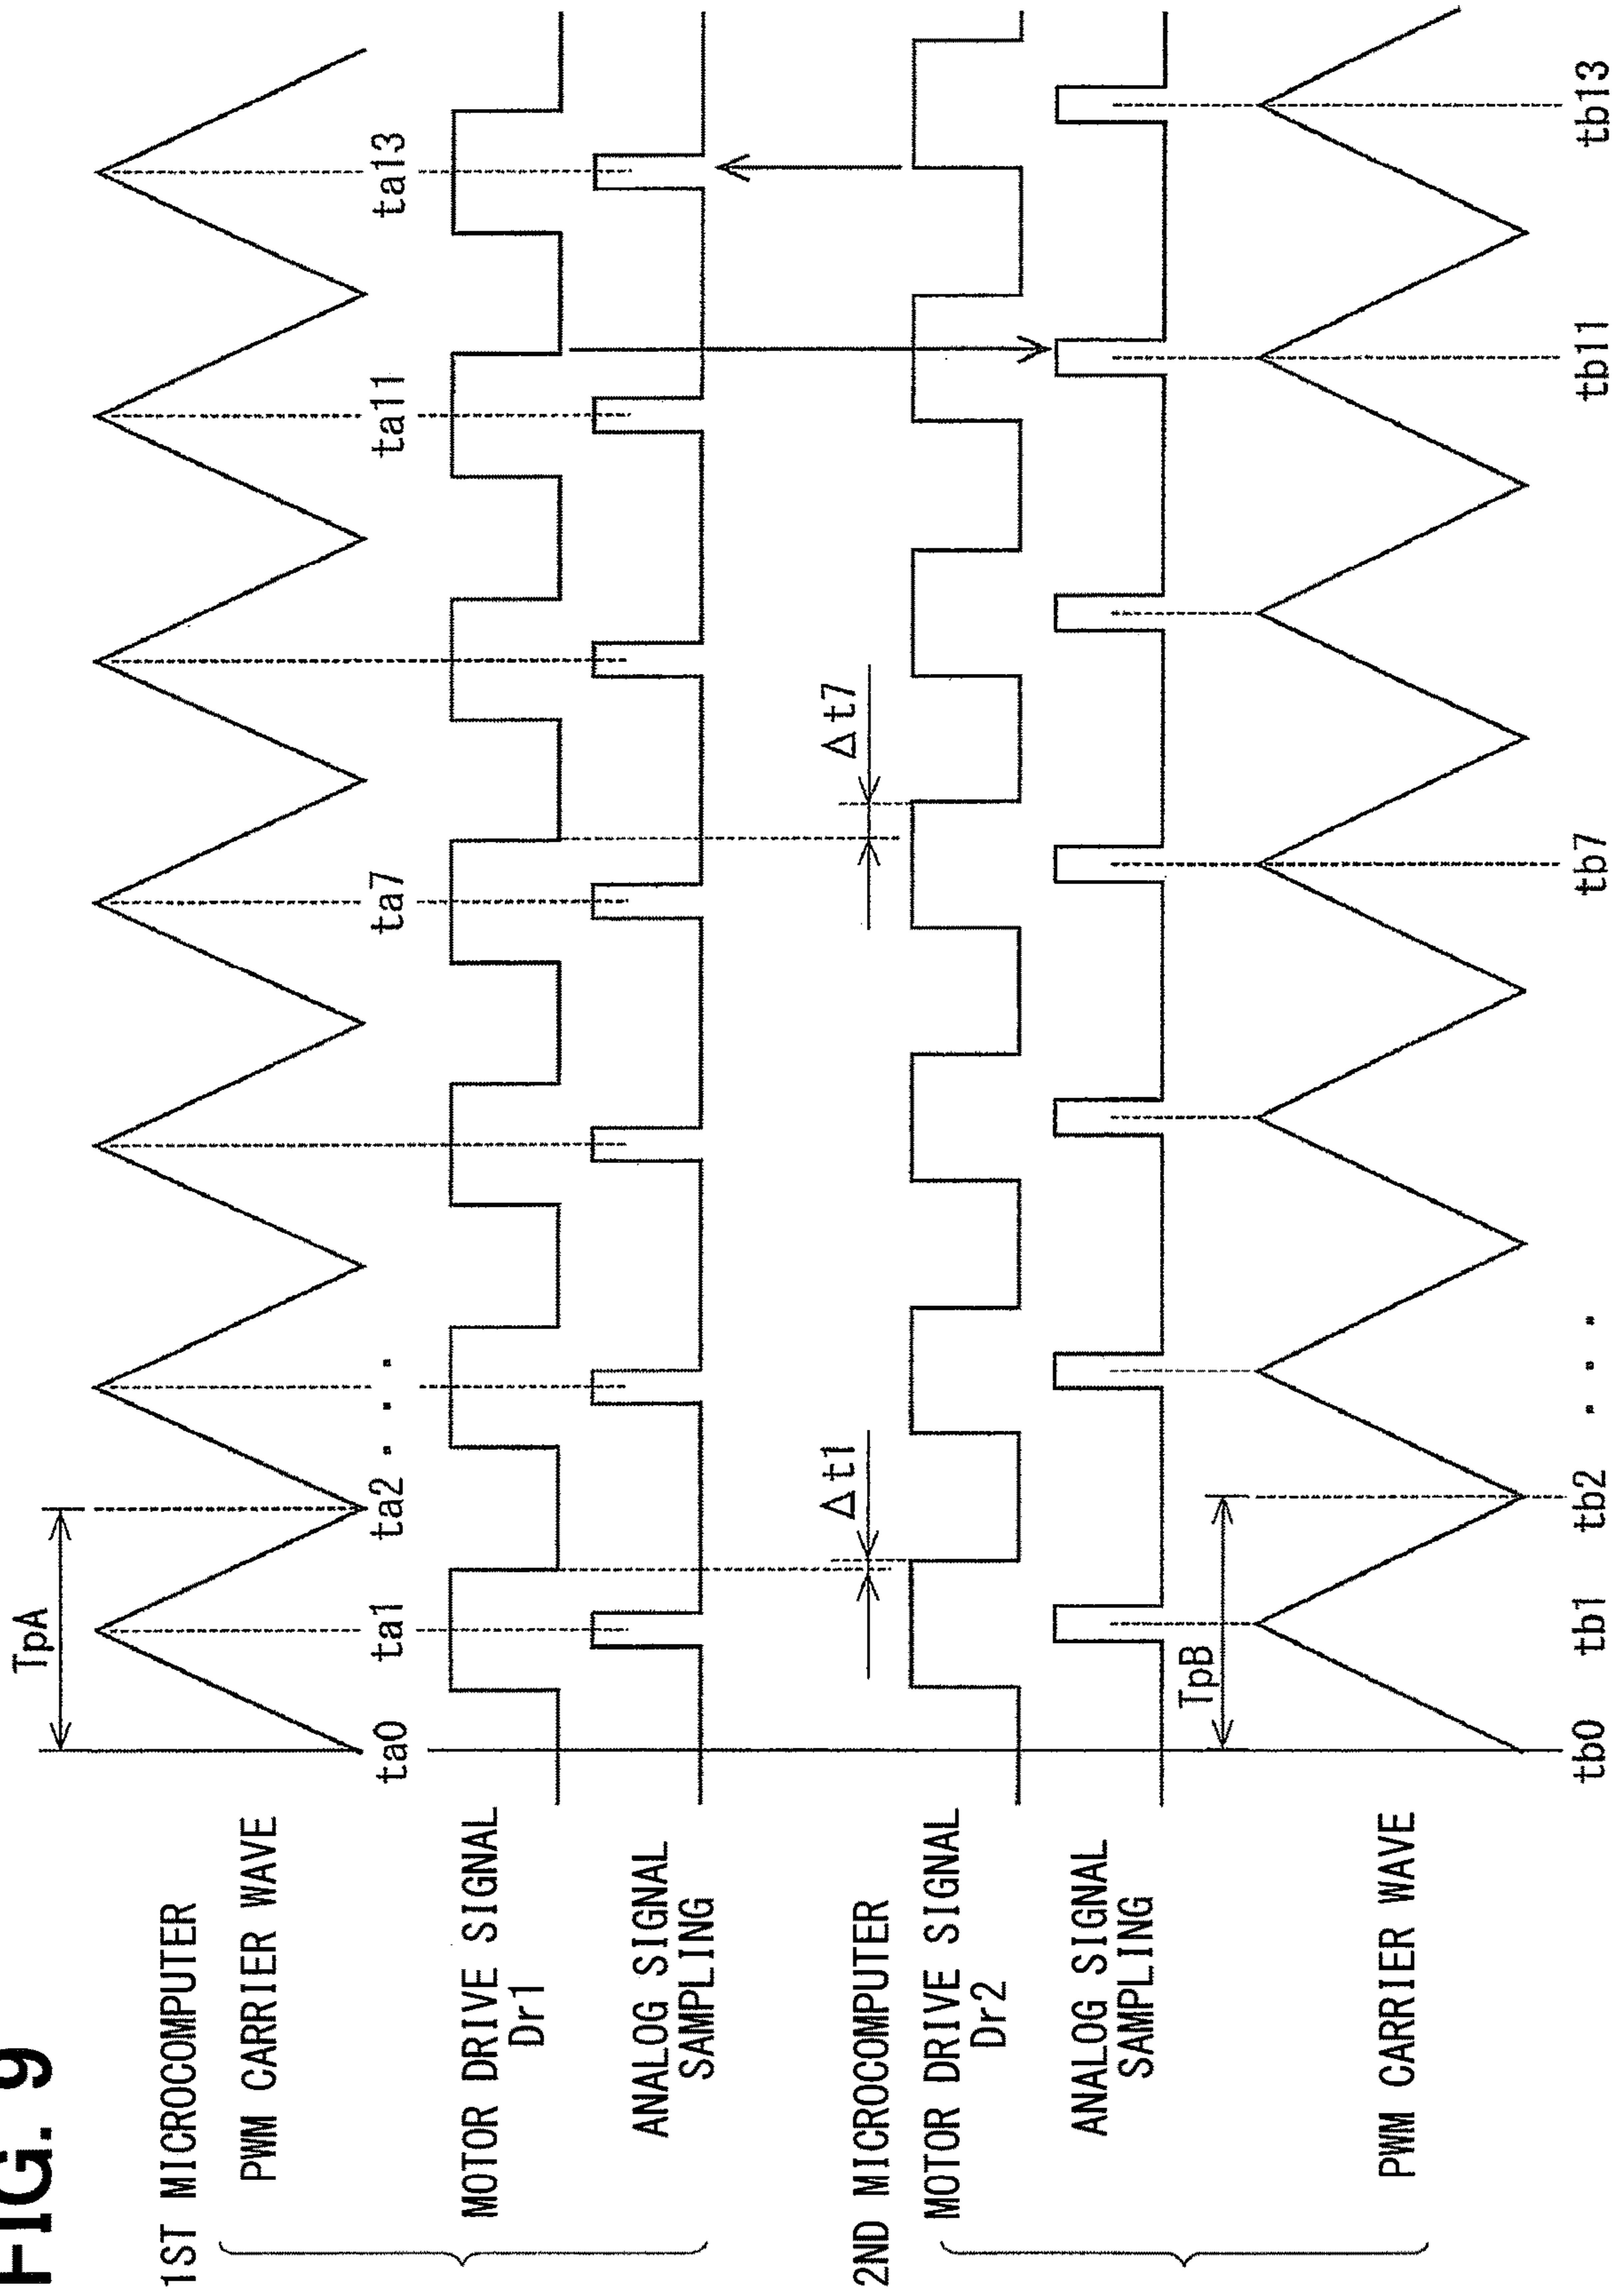 FIG. 9
1ST MICROCOMPUTER
PWM CARRIER WAVE
TpA
ta0
ta1
ta2
. . .
ta7
ta11
ta13
MOTOR DRIVE SIGNAL
Dr1
ANALOG SIGNAL
SAMPLING
Δt1
Δt7
2ND MICROCOMPUTER
MOTOR DRIVE SIGNAL
Dr2
ANALOG SIGNAL
SAMPLING
TpB
PWM CARRIER WAVE
tb0
tb1
tb2
. . .
tb7
tb11
tb13